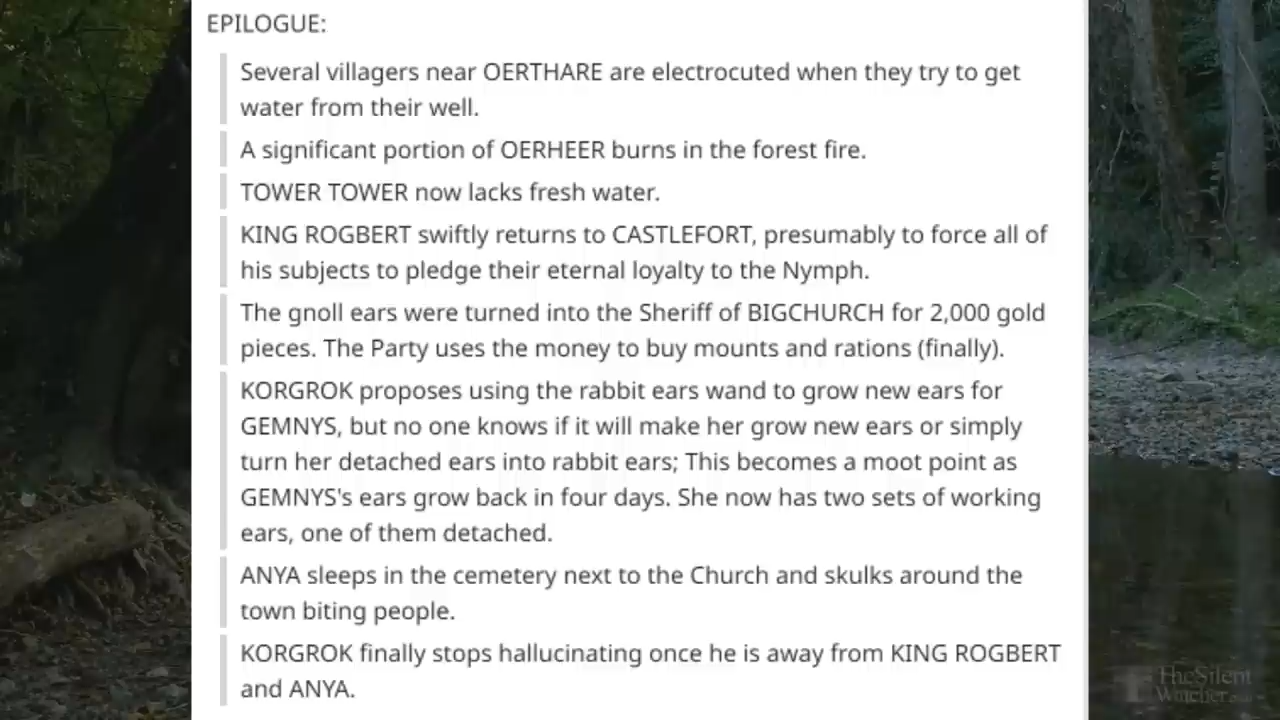 EPILOGUE:
Several villagers near OERTHARE are electrocuted when they try to get
water from their well.
A significant portion of OERHEER burns in the forest fire.
TOWER TOWER now lacks fresh water.
KING ROGBERT swiftly returns to CASTLEFORT, presumably to force all of
his subjects to pledge their eternal loyalty to the Nymph.
The gnoll ears were turned into the Sheriff of BIGCHURCH for 2,000 gold
pieces. The Party uses the money to buy mounts and rations (finally).
KORGROK proposes using the rabbit ears wand to grow new ears for
GEMNYS, but no one knows if it will make her grow new ears or simply
turn her detached ears into rabbit ears; This becomes a moot point as
GEMNYS's ears grow back in four days. She now has two sets of working
ears, one of them detached.
ANYA sleeps in the cemetery next to the Church and skulks around the
town biting people.
KORGROK finally stops hallucinating once he is away from KING ROGBERT
and ANYA.
TheSilent